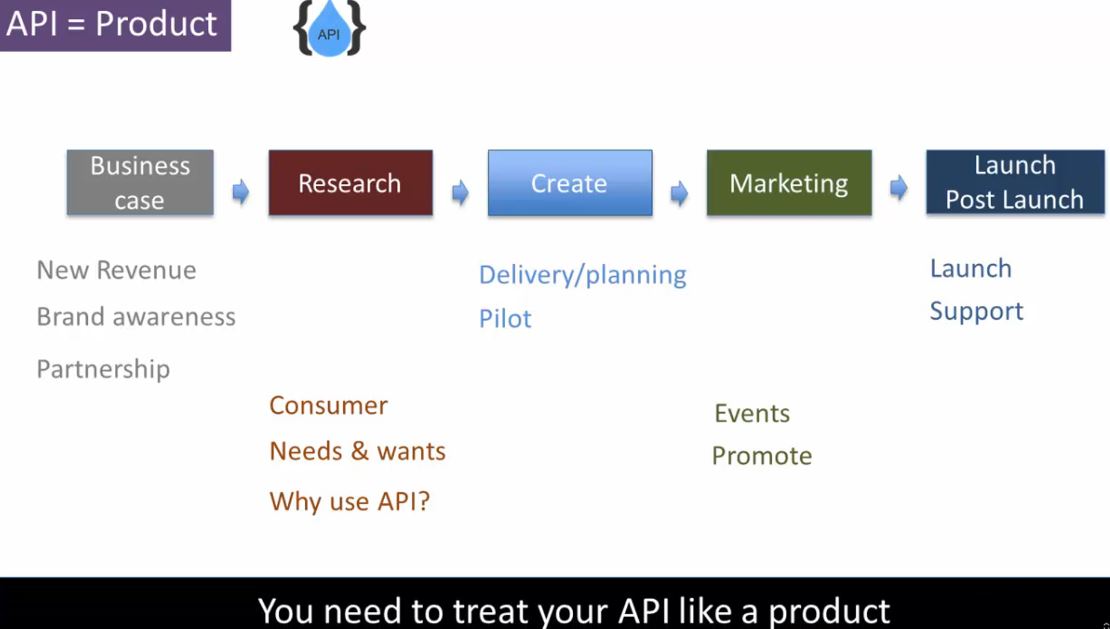 API = Product
{API}
Business
case
Research
Create
Marketing
Launch
Post Launch
New Revenue
Brand awareness
Partnership
Consumer
Needs & wants
Why use API?
Delivery/planning
Pilot
Events
Promote
Launch
Support
You need to treat your API like a product